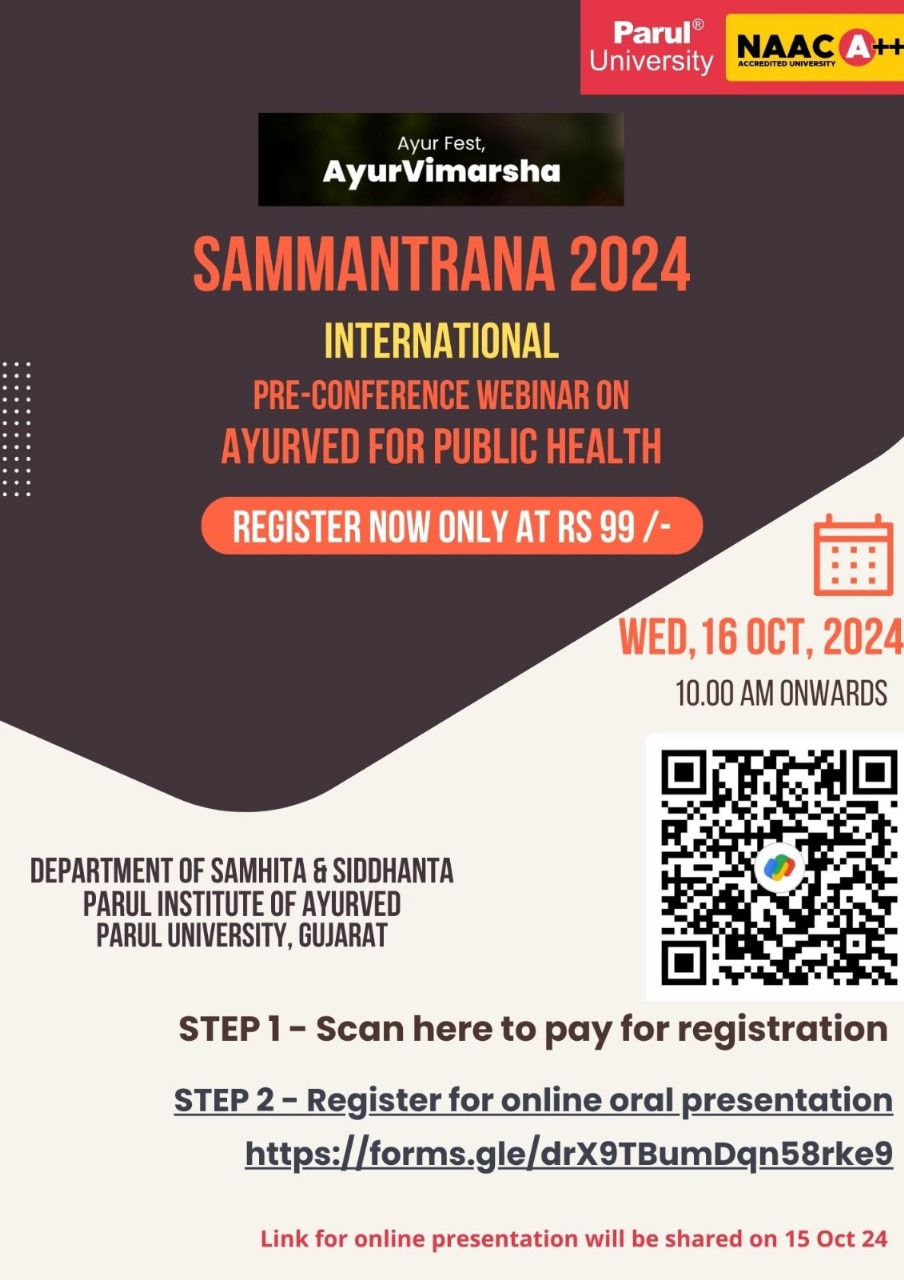 Parul®
University
NAAC A++
ACCREDITED UNIVERSITY
Ayur Fest,
AyurVimarsha
SAMMANTRANA 2024
INTERNATIONAL
PRE-CONFERENCE WEBINAR ON
AYURVED FOR PUBLIC HEALTH
REGISTER NOW ONLY AT RS 99 /-
WED, 16 OCT, 2024
10.00 AM ONWARDS
DEPARTMENT OF SAMHITA & SIDDHANTA
PARUL INSTITUTE OF AYURVED
PARUL UNIVERSITY, GUJARAT
STEP 1 - Scan here to pay for registration
STEP 2 - Register for online oral presentation
https://forms.gle/drX9TBumDqn58rke9
Link for online presentation will be shared on 15 Oct 24